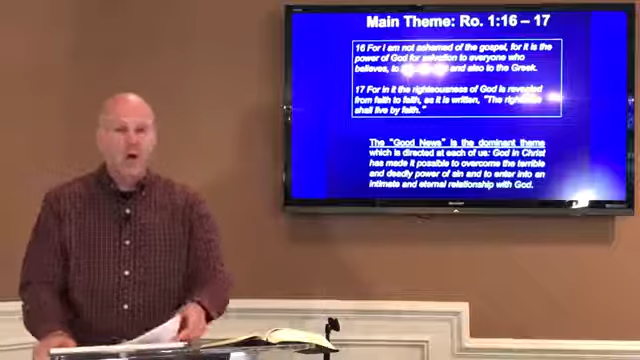 Main Theme: Ro. 1:16 – 17
16 For I am not ashamed of the gospel, for it is the
power of God for salvation to everyone who
believes, to and also to the Greek.
17 For in it the righteousness of God is revealed
from faith to faith, as it is written, "The
shall live by faith."
The "Good News" is the dominant theme
which is directed at each of us: God in Christ
has made it possible to overcome the terrible
and deadly power of sin and to enter into an
intimate and eternal relationship with God.
SHARP